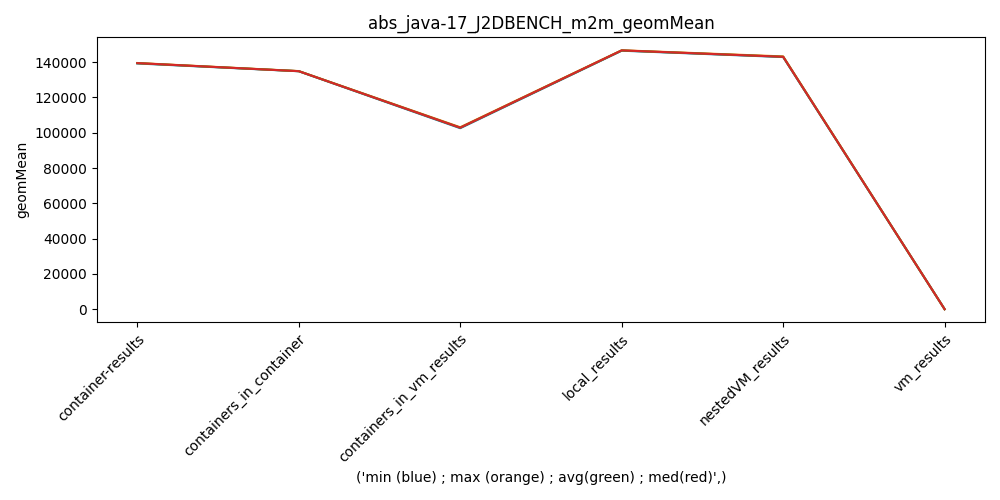 abs_java-17_J2DBENCH_m2m_geomMean
geomMean
140000
120000
100000
80000
60000
40000
20000
0
container-results
containers_in_container
containers_in_vm_results
local_results
nestedVM_results
vm_results
('min (blue) ; max (orange) ; avg(green) ; med(red)',)